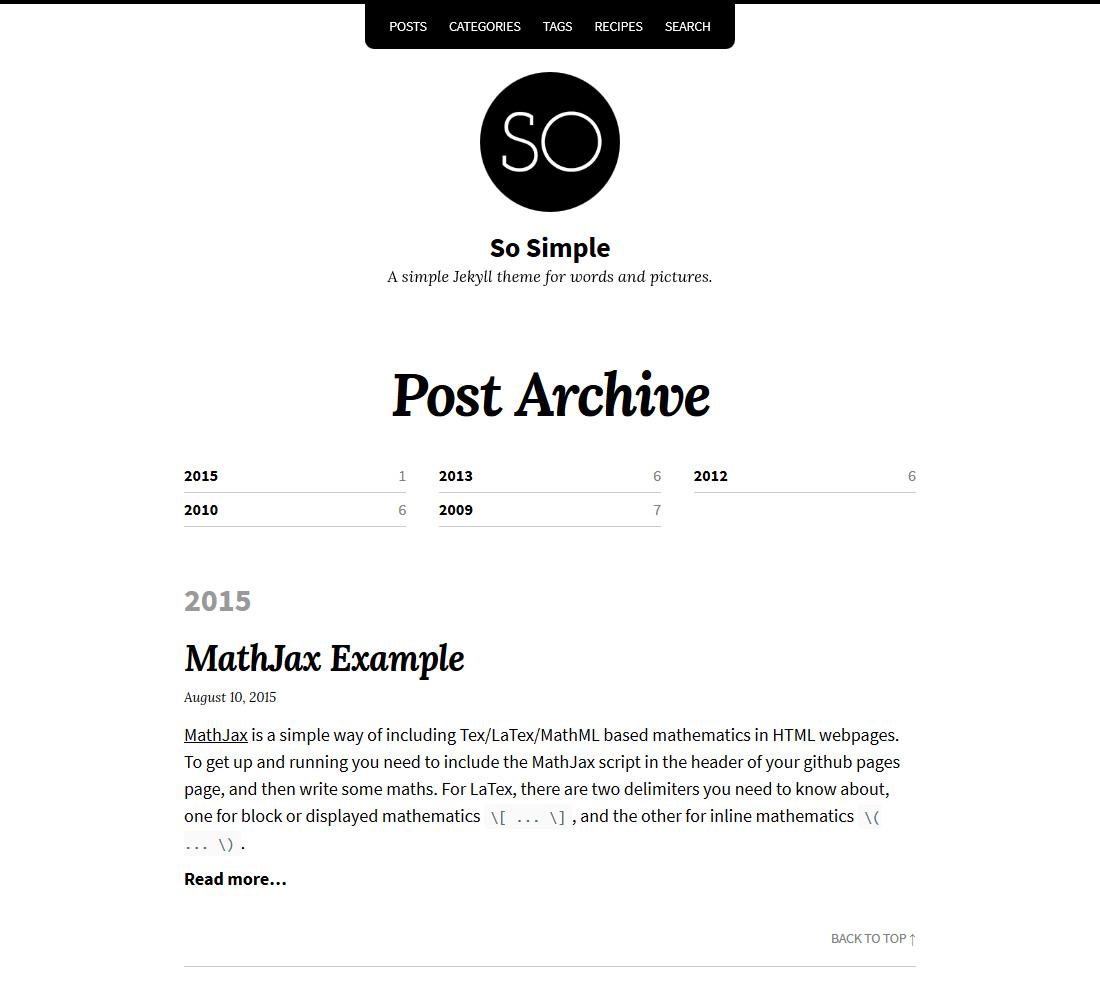 POSTS CATEGORIES TAGS RECIPES SEARCH
SO
So Simple
A simple Jekyll theme for words and pictures.
Post Archive
2015 1 2013 6 2012 6
2010 6 2009 7
2015
MathJax Example
August 10, 2015
MathJax is a simple way of including Tex/LaTex/MathML based mathematics in HTML webpages.
To get up and running you need to include the MathJax script in the header of your github pages
page, and then write some maths. For LaTex, there are two delimiters you need to know about,
one for block or displayed mathematics \[ ... \] , and the other for inline mathematics \(
... \) .
Read more…
BACK TO TOP ↑